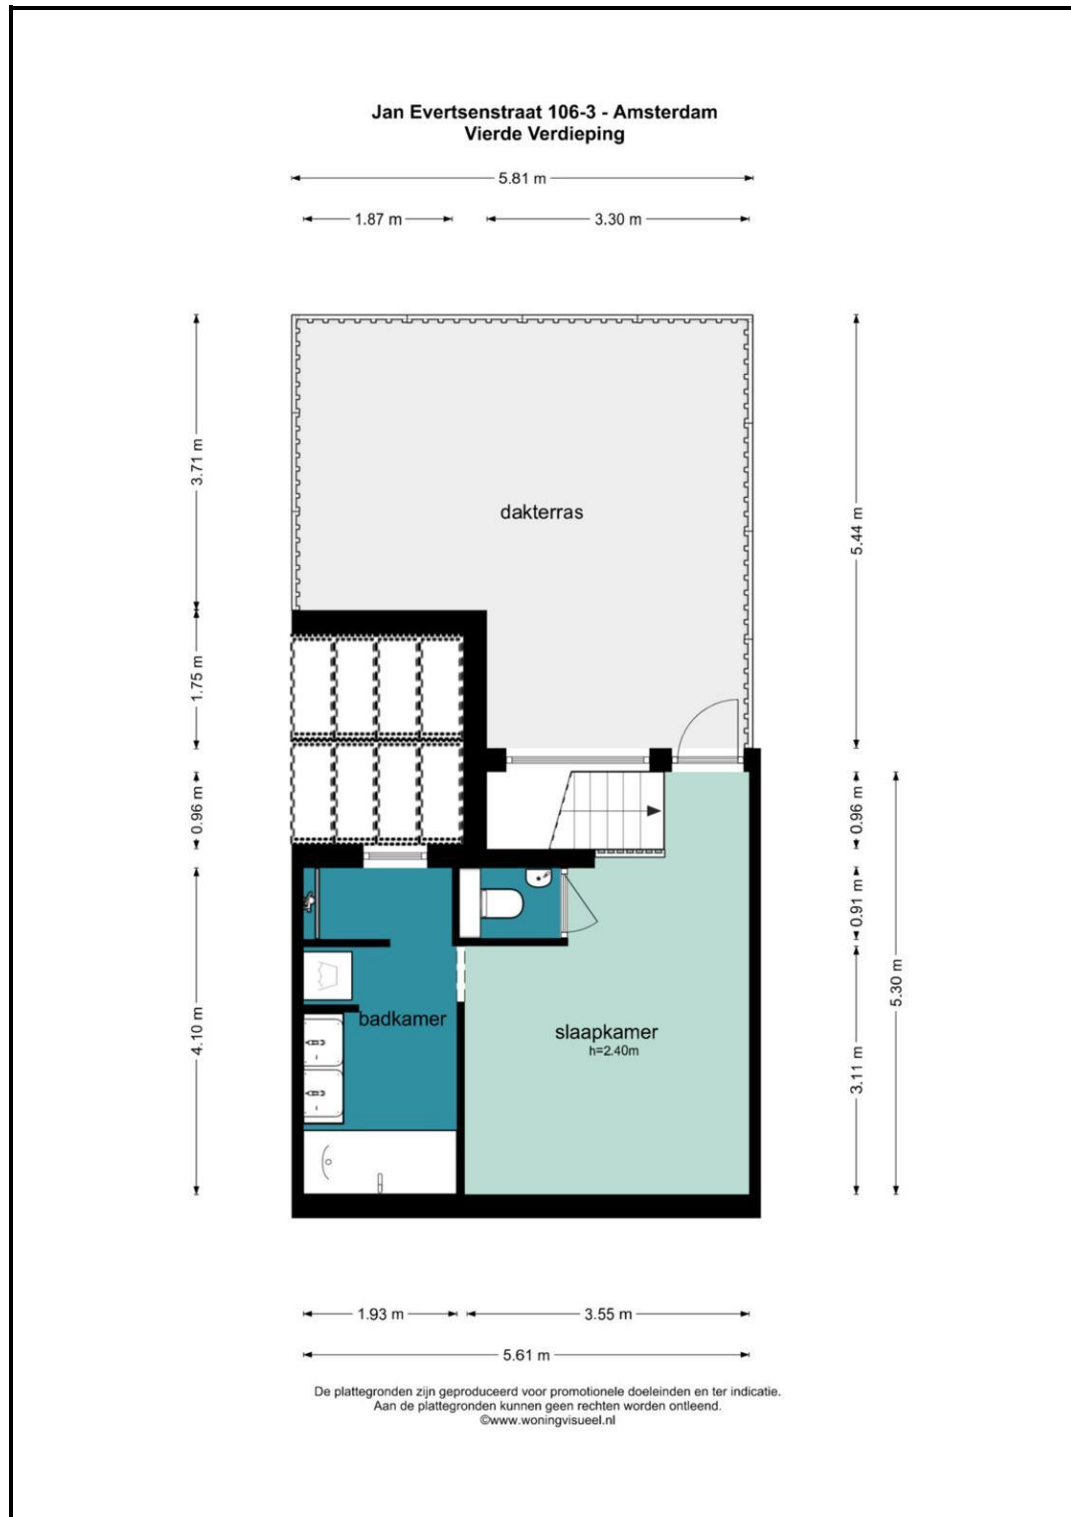 Jan Evertsenstraat 106-3 - Amsterdam
Vierde Verdieping
5.81 m
1.87 m
3.30 m
3.71 m
5.44 m
dakterras
1.75 m
0.96 m
0.96 m
0.91 m
5.30 m
4.10 m
badkamer
slaapkamer
h=2.40m
3.11 m
1.93 m
3.55 m
5.61 m
De plattegronden zijn geproduceerd voor promotionele doeleinden en ter indicatie.
Aan de plattegronden kunnen geen rechten worden ontleend.
©www.woningvisueel.nl